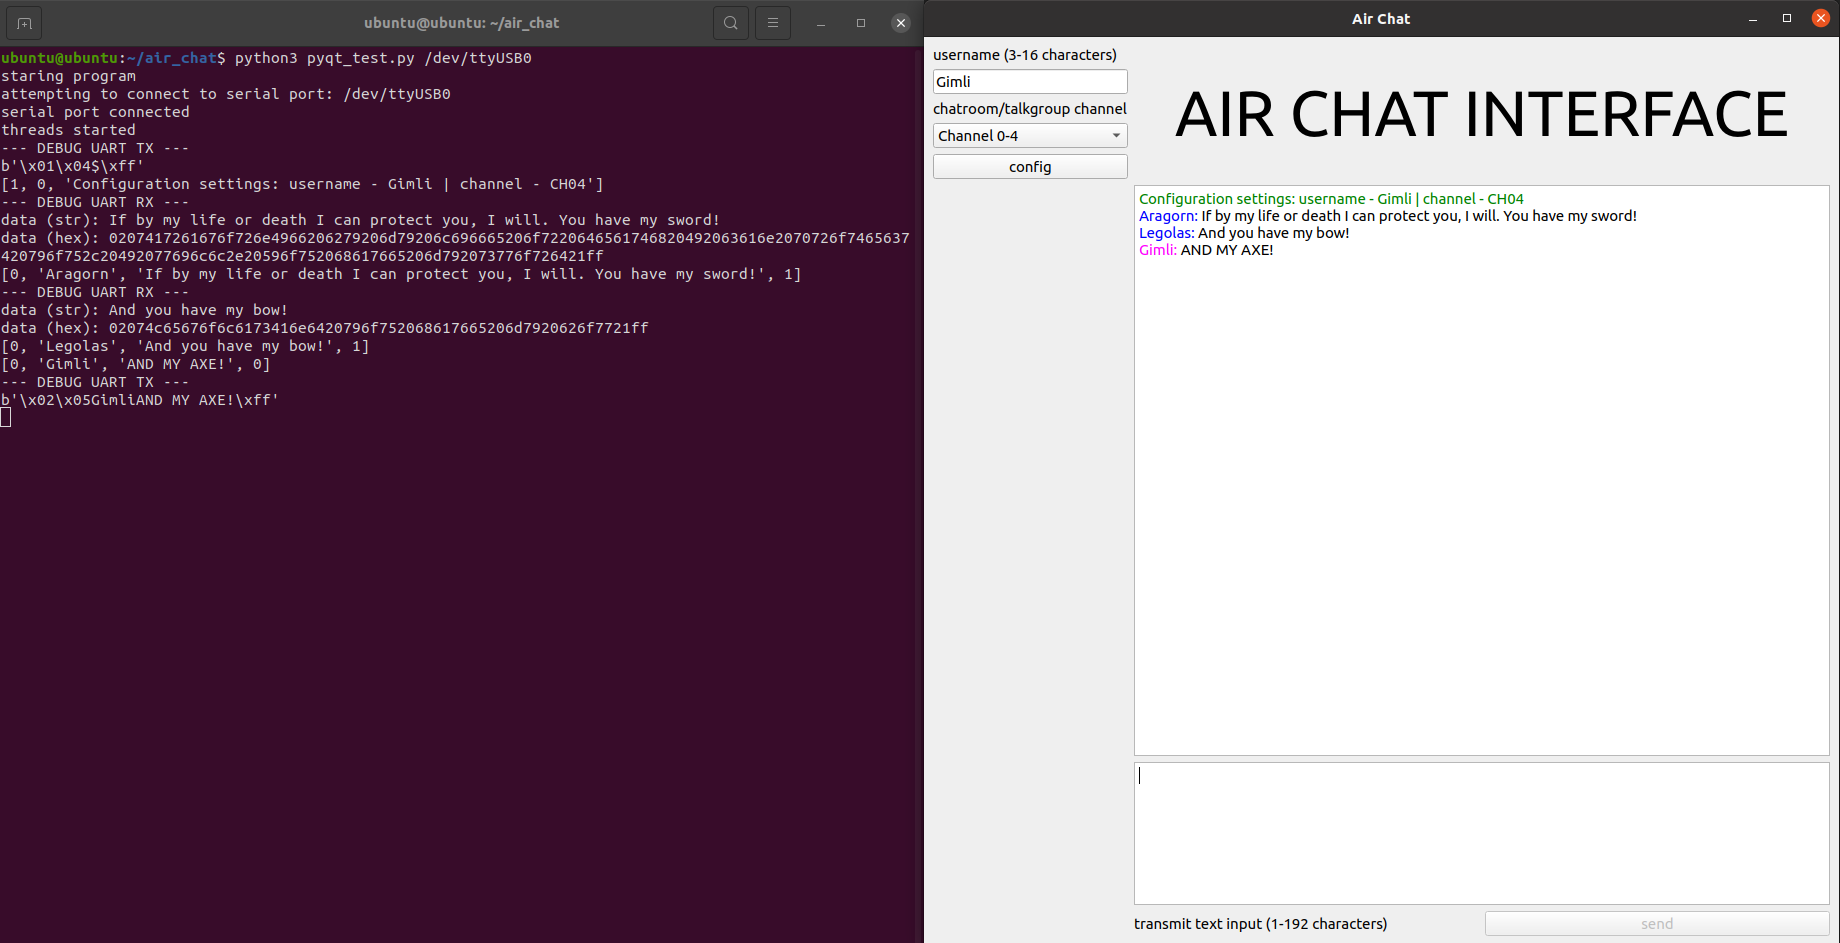 ubuntu@ubuntu: ~/air_chat
ubuntu@ubuntu:~/air_chat$ python3 pyqt_test.py /dev/ttyUSB0
staring program
attempting to connect to serial port: /dev/ttyUSB0
serial port connected
threads started
--- DEBUG UART TX ---
b'\x01\x04$\xff'
[1, 0, 'Configuration settings: username - Gimli | channel - CH04']
--- DEBUG UART RX ---
data (str): If by my life or death I can protect you, I will. You have my sword!
data (hex): 0207417261676f726e4966206279206d79206c696665206f722064656174682049206361 6e2070726f7465637
420796f752c20492077696c6c2e20596f752068617665206d792073776f726421ff
[0, 'Aragorn', 'If by my life or death I can protect you, I will. You have my sword!', 1]
--- DEBUG UART RX ---
data (str): And you have my bow!
data (hex): 02074c65676f6c6173416e6420796f752068617665206d7920626f7721ff
[0, 'Legolas', 'And you have my bow!', 1]
[0, 'Gimli', 'AND MY AXE!', 0]
--- DEBUG UART TX ---
b'\x02\x05GimliAND MY AXE!\xff'
Air Chat
username (3-16 characters)
Gimli
chatroom/talkgroup channel
Channel 0-4
config
AIR CHAT INTERFACE
Configuration settings: username - Gimli | channel - CH04
Aragorn: If by my life or death I can protect you, I will. You have my sword!
Legolas: And you have my bow!
Gimli: AND MY AXE!
transmit text input (1-192 characters)
send